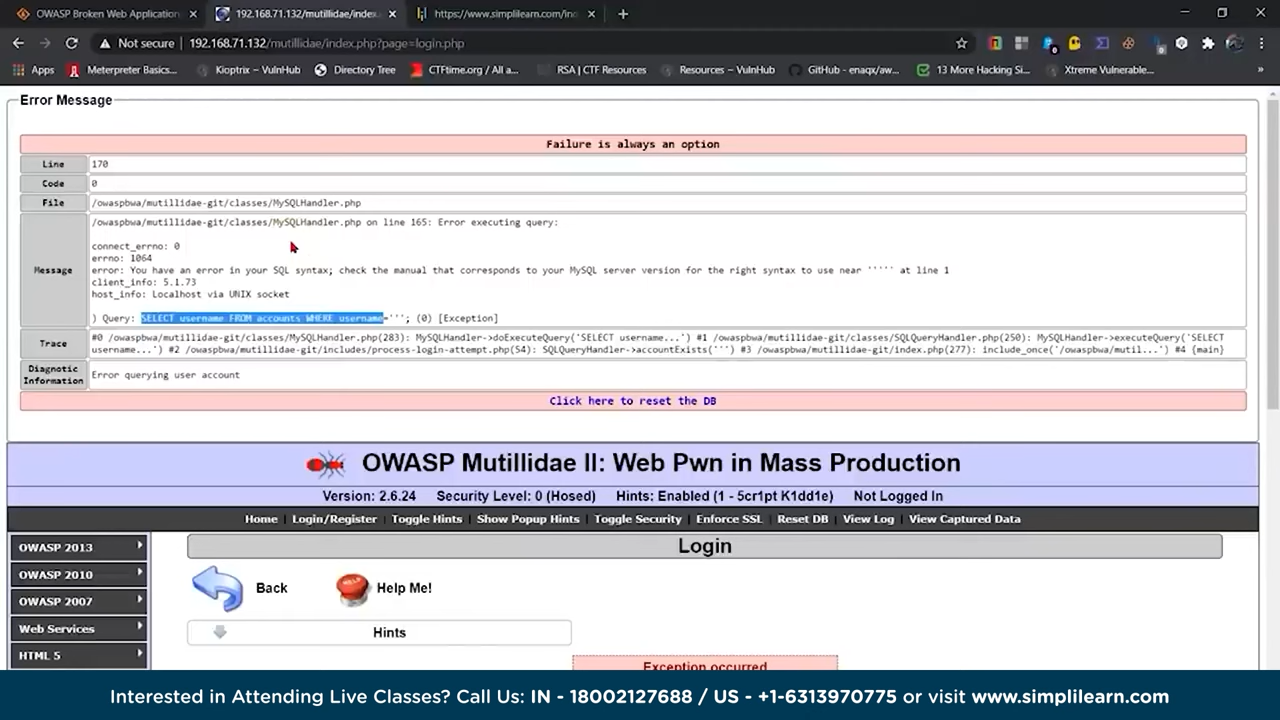 OWASP Broken Web Application
192.168.71.132/mutillidae/index
https://www.simplilearn.com/ind
Not secure
192.168.71.132/mutillidae/index.php?page=login.php
Apps
Meterpreter Basics...
Kioptrix – VulnHub
Directory Tree
CTFtime.org / All a...
RSA | CTF Resources
Resources – VulnHub
GitHub - enaqx/aw...
13 More Hacking Si...
Xtreme Vulnerable...
»
Error Message
Failure is always an option
Line 170
Code 0
File /owaspbwa/mutillidae-git/classes/MySQLHandler.php
/owaspbwa/mutillidae-git/classes/MySQLHandler.php on line 165: Error executing query:
connect_errno: 0
errno: 1064
Message error: You have an error in your SQL syntax; check the manual that corresponds to your MySQL server version for the right syntax to use near ''''' at line 1
client_info: 5.1.73
host_info: Localhost via UNIX socket
) Query: SELECT username FROM accounts WHERE username='''; (0) [Exception]
Trace
#0 /owaspbwa/mutillidae-git/classes/MySQLHandler.php(283): MySQLHandler->doExecuteQuery('SELECT username...') #1 /owaspbwa/mutillidae-git/classes/SQLQueryHandler.php(250): MySQLHandler->executeQuery('SELECT
username...') #2 /owaspbwa/mutillidae-git/includes/process-login-attempt.php(54): SQLQueryHandler->accountExists(''') #3 /owaspbwa/mutillidae-git/index.php(277): include_once('/owaspbwa/mutil...') #4 {main}
Diagnostic
Information
Error querying user account
Click here to reset the DB
OWASP Mutillidae II: Web Pwn in Mass Production
Version: 2.6.24 Security Level: 0 (Hosed) Hints: Enabled (1 - 5cr1pt K1dd1e) Not Logged In
Home | Login/Register | Toggle Hints | Show Popup Hints | Toggle Security | Enforce SSL | Reset DB | View Log | View Captured Data
OWASP 2013
OWASP 2010
OWASP 2007
Web Services
HTML 5
Login
Back
Help Me!
Hints
Exception occurred
Interested in Attending Live Classes? Call Us: IN - 18002127688 / US - +1-6313970775 or visit www.simplilearn.com